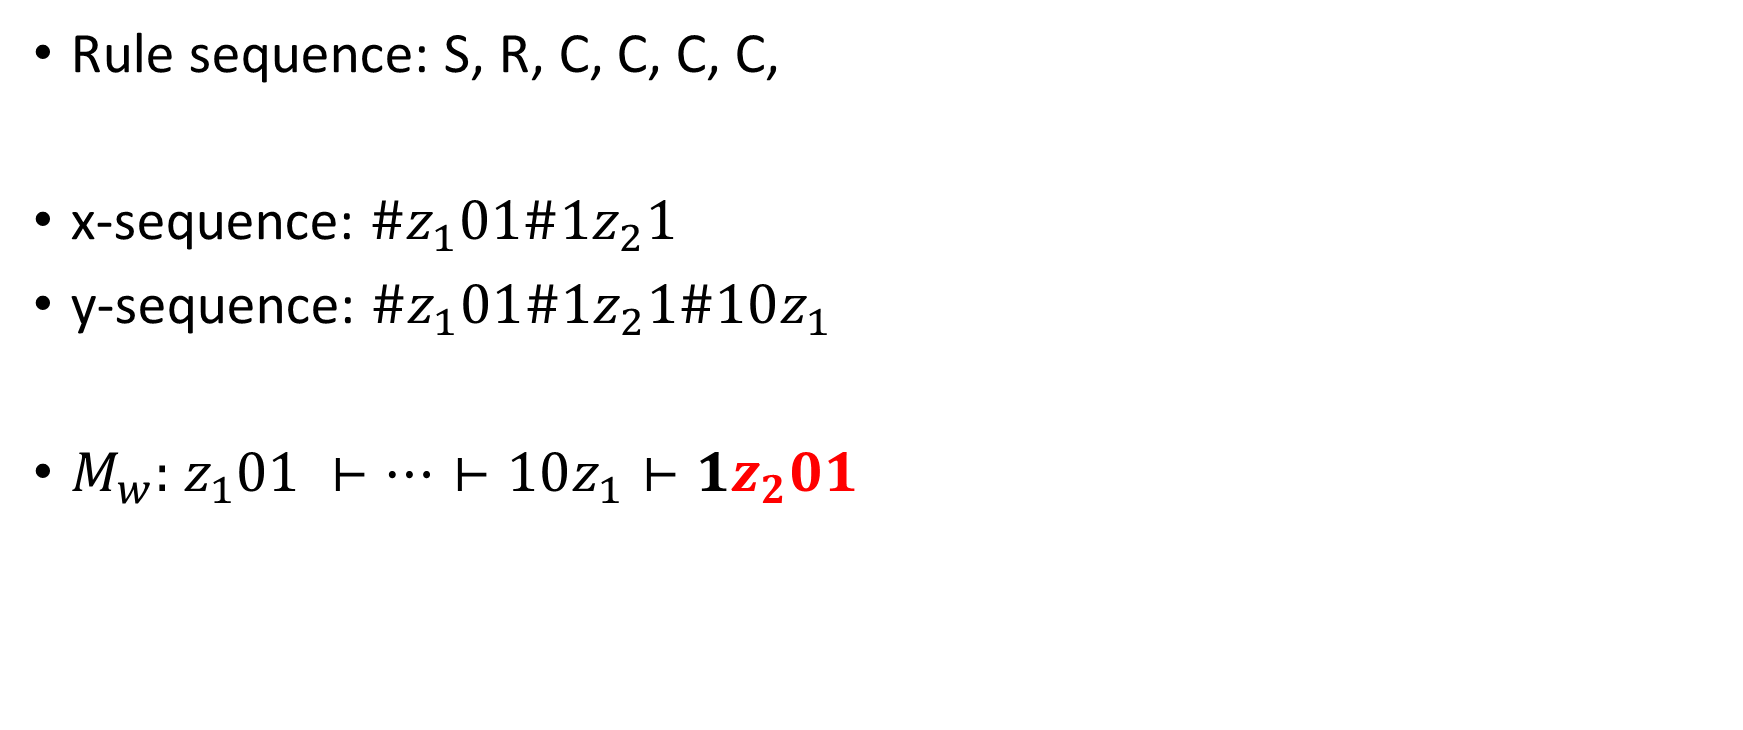 • Rule sequence: S, R, C, C, C, C,
• x-sequence: #z₁01#1z₂1
• y-sequence: #z₁01#1z₂1#10z₁
• M_w: z₁01 ⊢ ⋯ ⊢ 10z₁ ⊢ 1z₂01